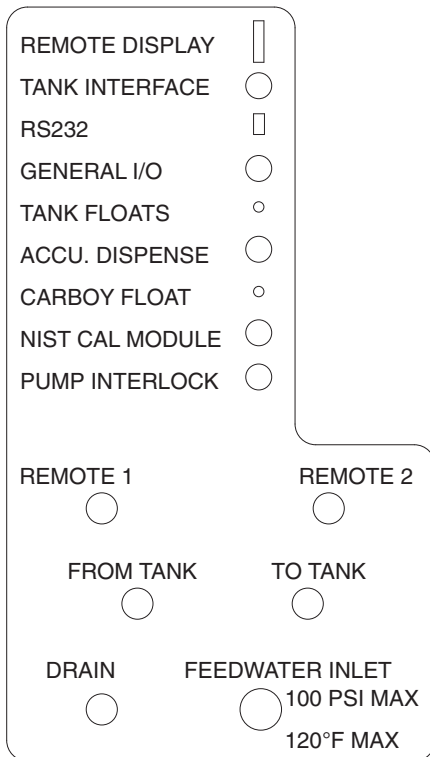 REMOTE DISPLAY
TANK INTERFACE
RS232
GENERAL I/O
TANK FLOATS
ACCU. DISPENSE
CARBOY FLOAT
NIST CAL MODULE
PUMP INTERLOCK
REMOTE 1
REMOTE 2
FROM TANK
TO TANK
DRAIN
FEEDWATER INLET
100 PSI MAX
120°F MAX